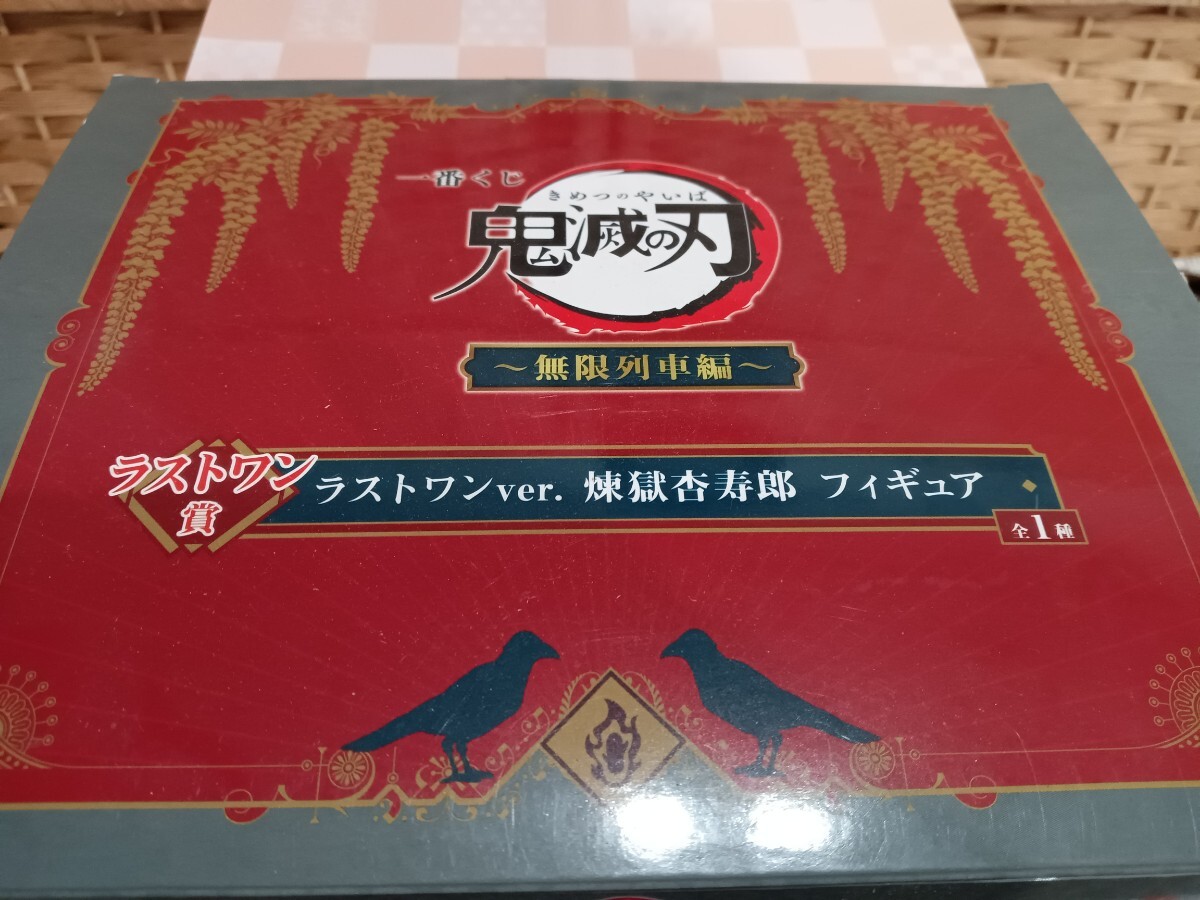 一番くじ
きめつのやいば
鬼滅の刃
～無限列車編～
ラストワン賞
ラストワンver. 煉獄杏寿郎 フィギュア
全1種